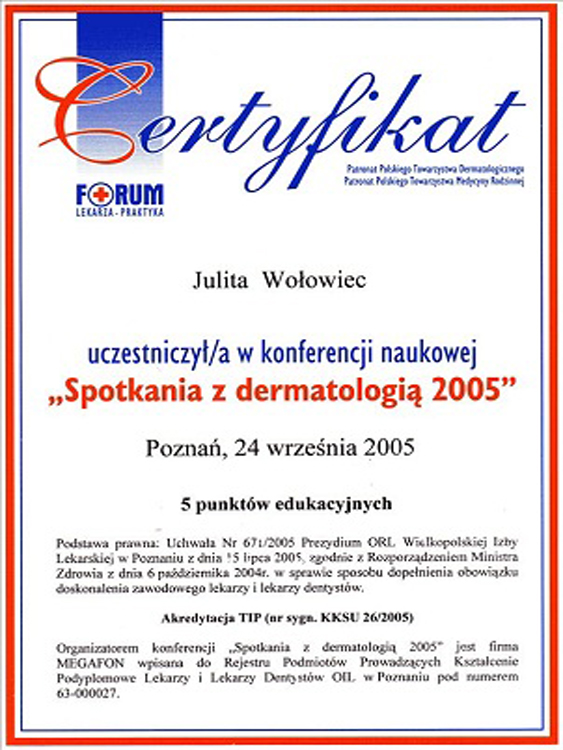 Certyfikat
Patronat Polskiego Towarzystwa Dermatologicznego
Patronat Polskiego Towarzystwa Medycyny Rodzinnej
FORUM
LEKARZA - PRAKTYKA
Julita Wołowiec
uczestniczył/a w konferencji naukowej
„Spotkania z dermatologią 2005”
Poznań, 24 września 2005
5 punktów edukacyjnych
Podstawa prawna: Uchwała Nr 671/2005 Prezydium ORL Wielkopolskiej Izby
Lekarskiej w Poznaniu z dnia 15 lipca 2005, zgodnie z Rozporządzeniem Ministra
Zdrowia z dnia 6 października 2004r. w sprawie sposobu dopełnienia obowiązku
doskonalenia zawodowego lekarzy i lekarzy dentystów.
Akredytacja TIP (nr sygn. KKSU 26/2005)
Organizatorem konferencji „Spotkania z dermatologią 2005” jest firma
MEGAFON wpisana do Rejestru Podmiotów Prowadzących Kształcenie
Podyplomowe Lekarzy i Lekarzy Dentystów OIL w Poznaniu pod numerem
63-000027.